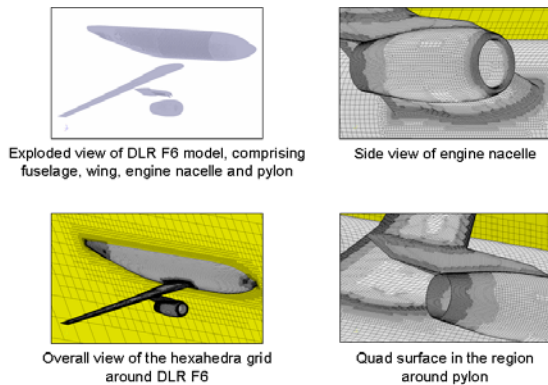 Exploded view of DLR F6 model, comprising
fuselage, wing, engine nacelle and pylon
Side view of engine nacelle
Overall view of the hexahedra grid
around DLR F6
Quad surface in the region
around pylon